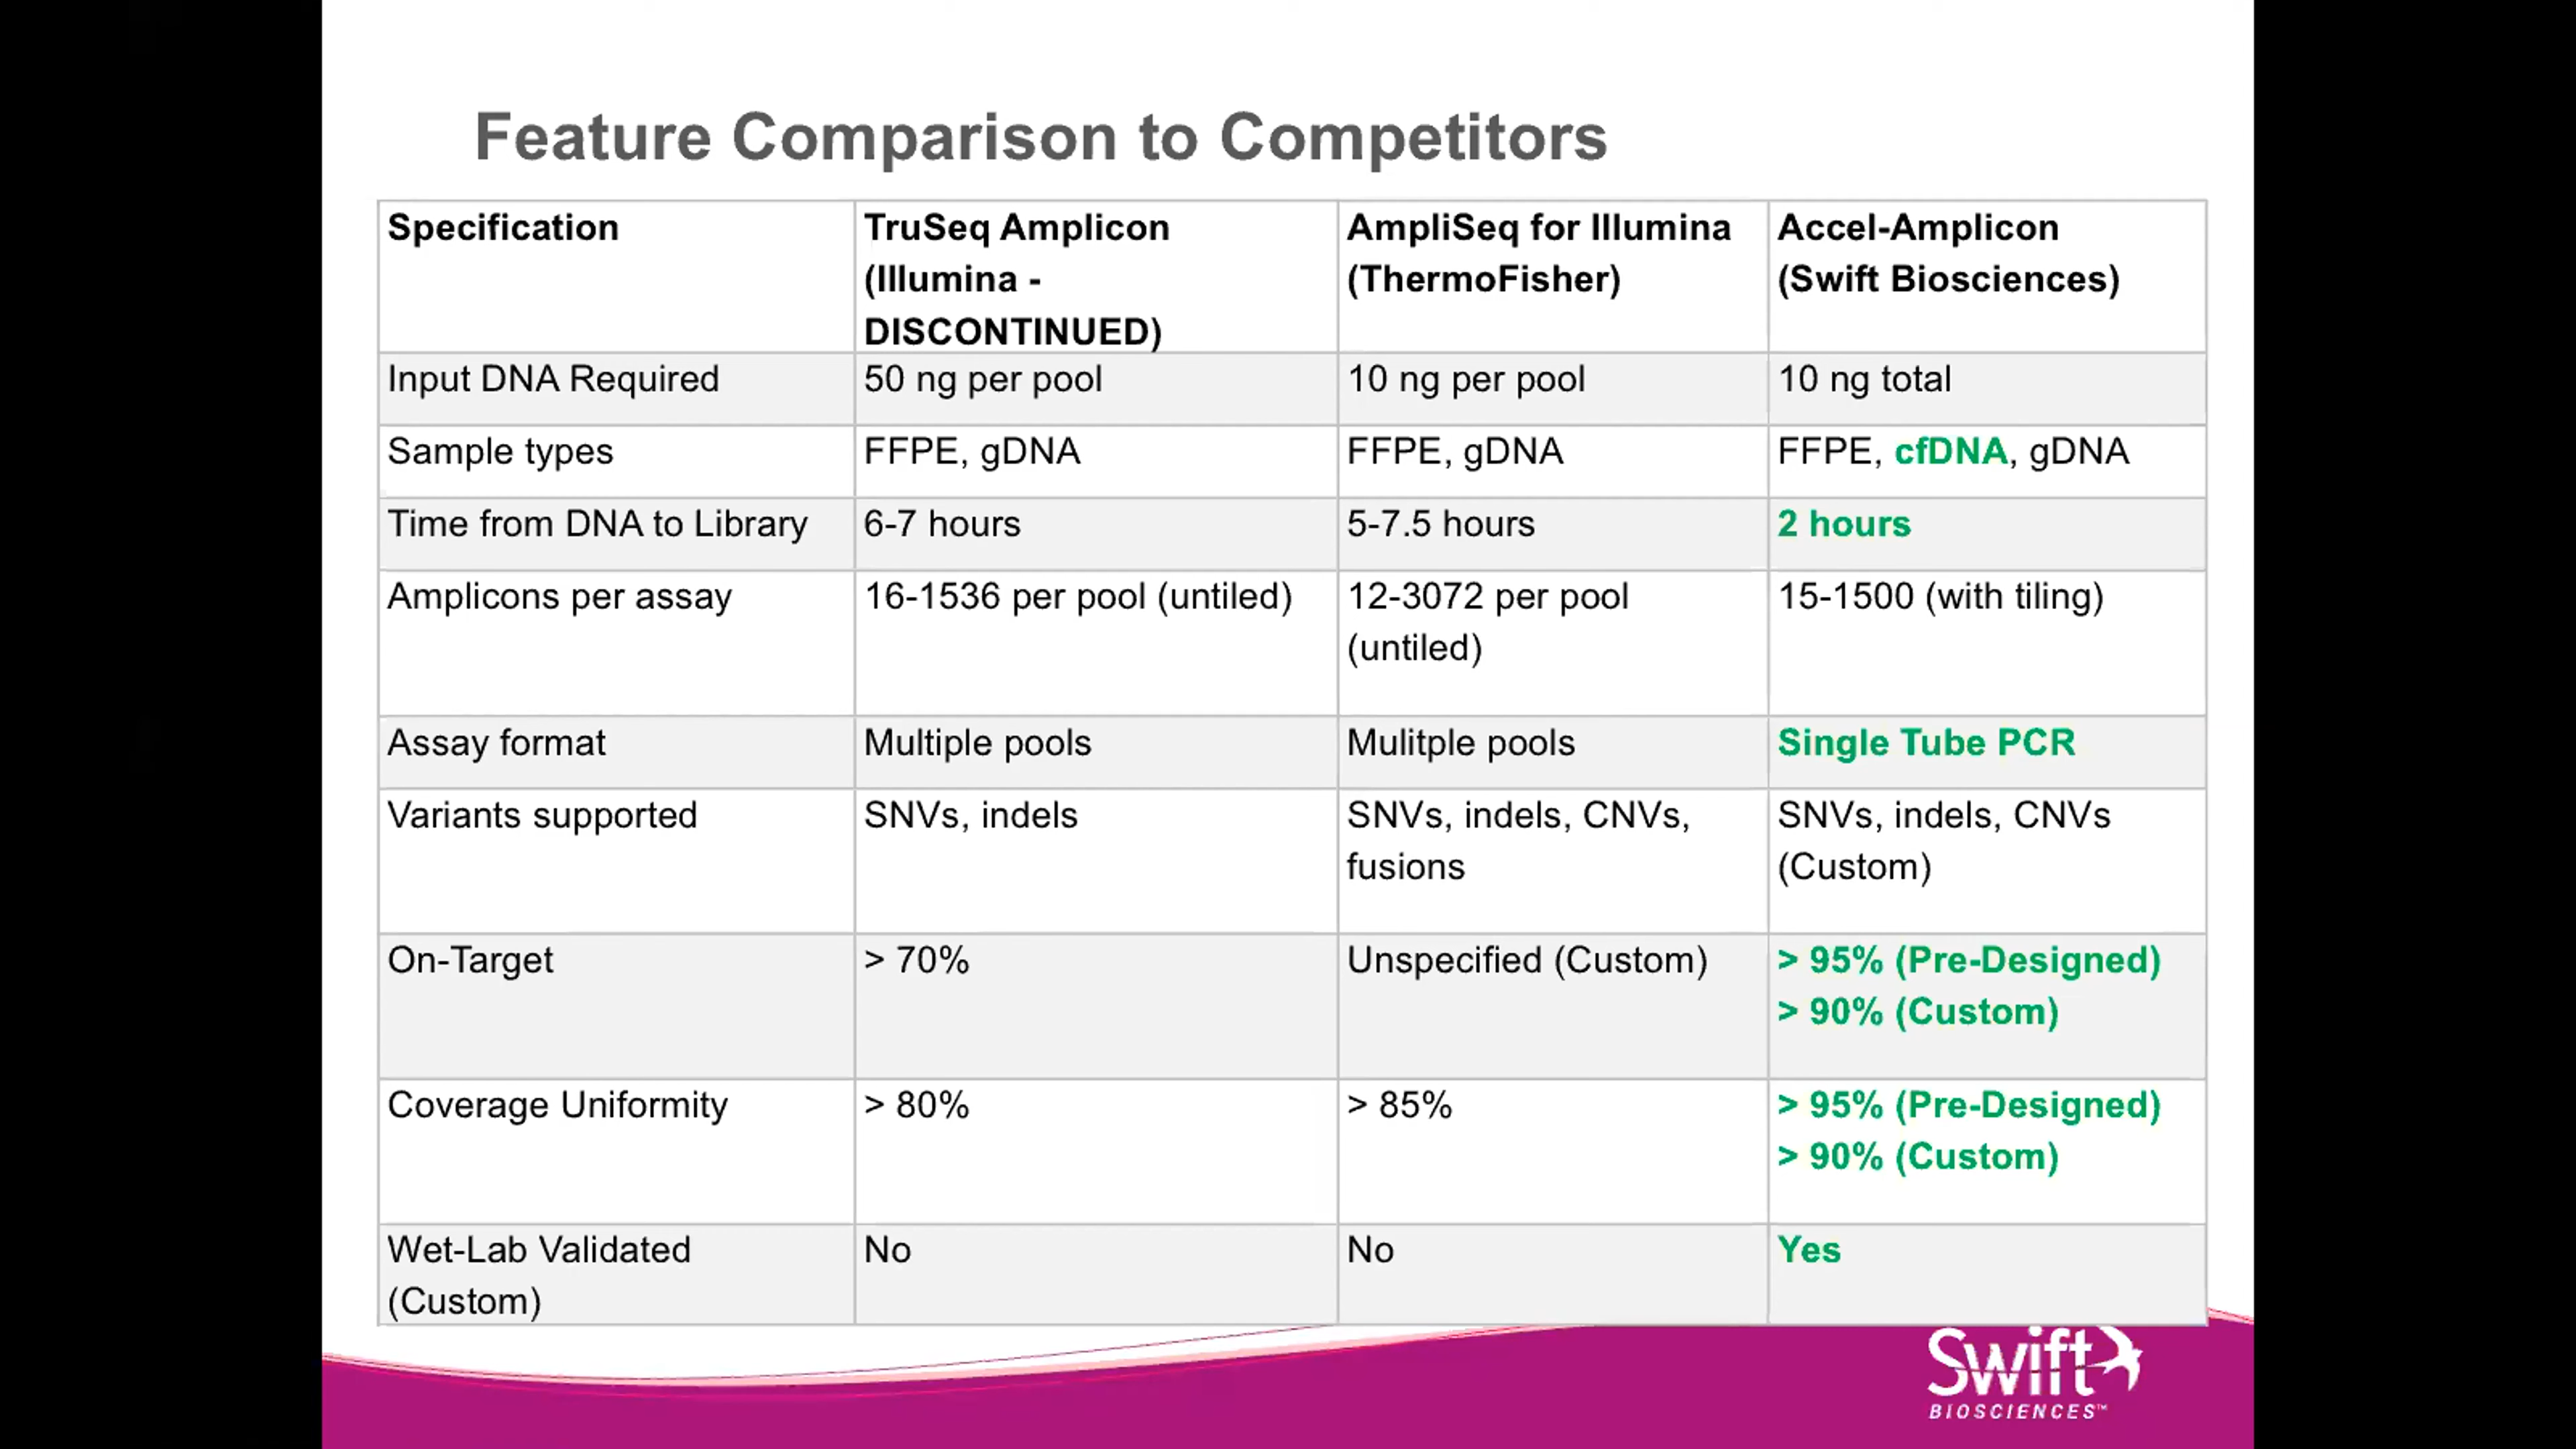 Feature Comparison to Competitors
Specification
TruSeq Amplicon
(Illumina -
DISCONTINUED)
AmpliSeq for Illumina
(ThermoFisher)
Accel-Amplicon
(Swift Biosciences)
Input DNA Required
50 ng per pool
10 ng per pool
10 ng total
Sample types
FFPE, gDNA
FFPE, gDNA
FFPE, cfDNA, gDNA
Time from DNA to Library
6-7 hours
5-7.5 hours
2 hours
Amplicons per assay
16-1536 per pool (untiled)
12-3072 per pool
(untiled)
15-1500 (with tiling)
Assay format
Multiple pools
Mulitple pools
Single Tube PCR
Variants supported
SNVs, indels
SNVs, indels, CNVs,
fusions
SNVs, indels, CNVs
(Custom)
On-Target
> 70%
Unspecified (Custom)
> 95% (Pre-Designed)
> 90% (Custom)
Coverage Uniformity
> 80%
> 85%
> 95% (Pre-Designed)
> 90% (Custom)
Wet-Lab Validated
(Custom)
No
No
Yes
Swift
BIOSCIENCES™